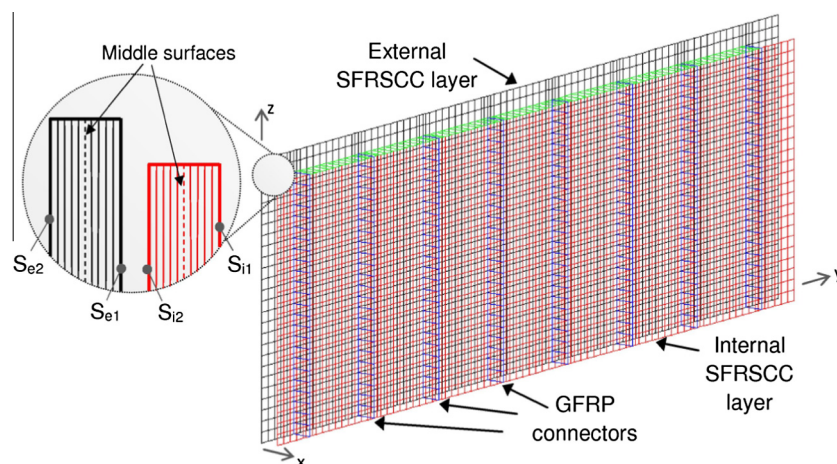 Middle surfaces
External
SFRSCC layer
z
Se2
Se1
Si2
Si1
y
Internal
SFRSCC
layer
GFRP
connectors
x